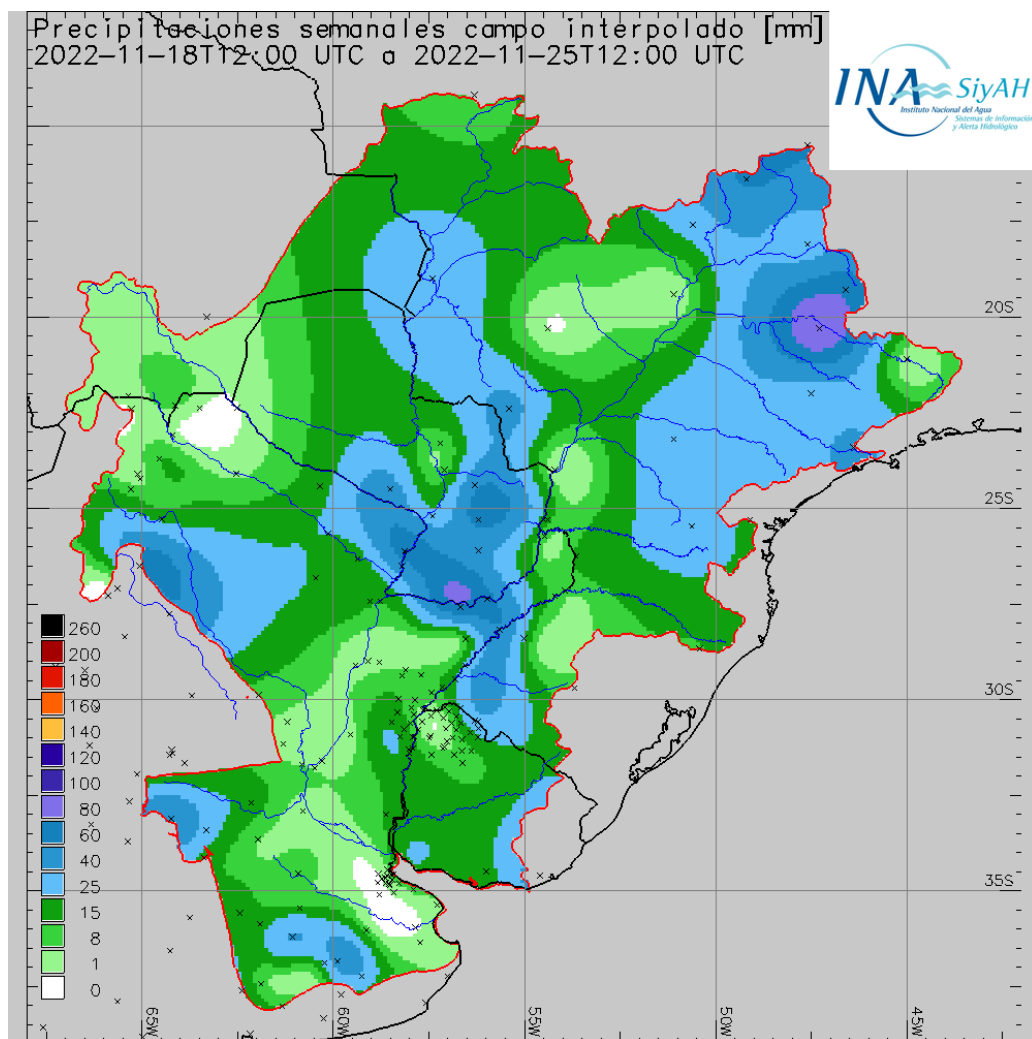 Precipitaciones semanales campo interpolado [mm]
2022-11-18T12:00 UTC a 2022-11-25T12:00 UTC
INA SiyAH
Instituto Nacional del Agua
Sistemas de Información
y Alerta Hidrológico
20S
25S
30S
35S
260
200
180
160
140
120
100
80
60
40
25
15
8
1
0
65W
60W
55W
50W
45W